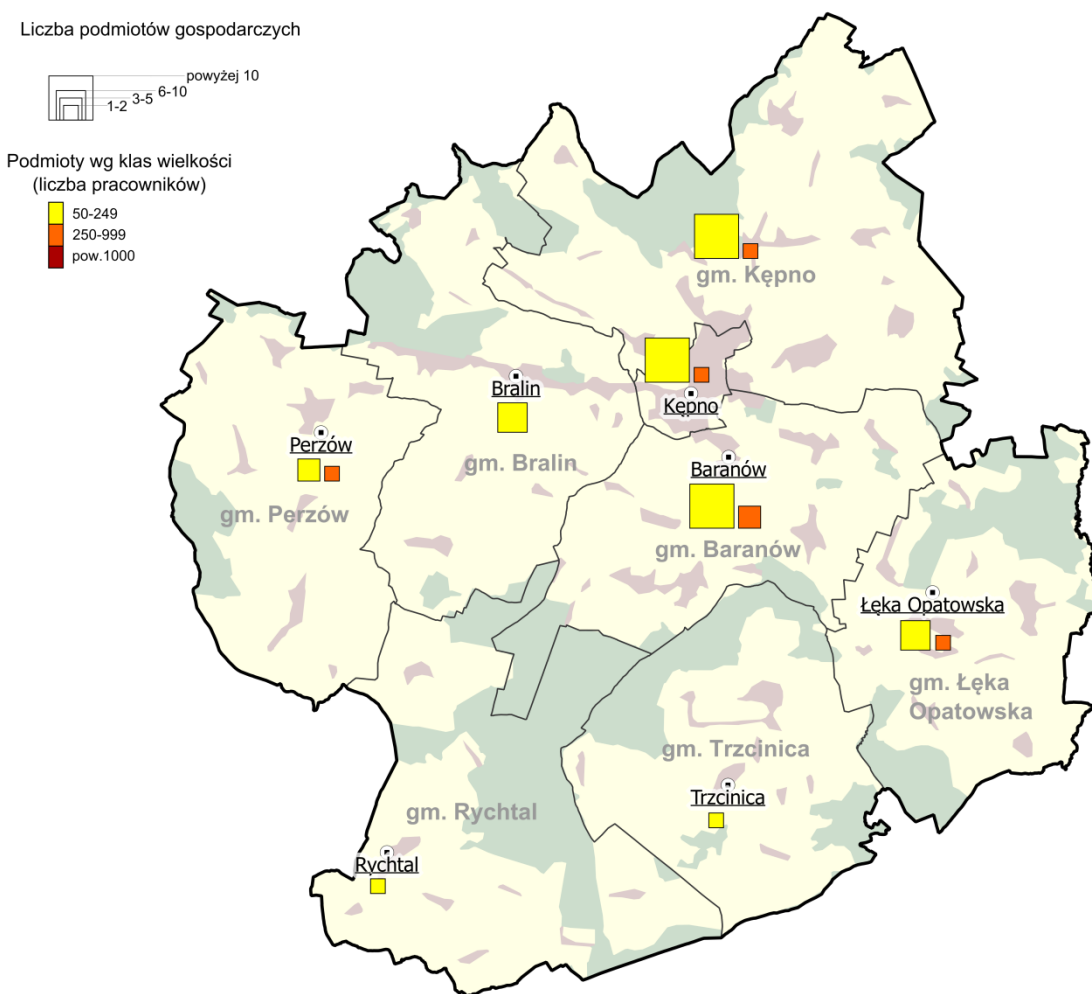 Liczba podmiotów gospodarczych
powyżej 10
6-10
3-5
1-2
Podmioty wg klas wielkości
(liczba pracowników)
50-249
250-999
pow.1000
gm. Kępno
Bralin
Kępno
Perzów
gm. Bralin
Baranów
gm. Perzów
gm. Baranów
Łęka Opatowska
gm. Łęka
Opatowska
gm. Trzcinica
Trzcinica
gm. Rychtal
Rychtal